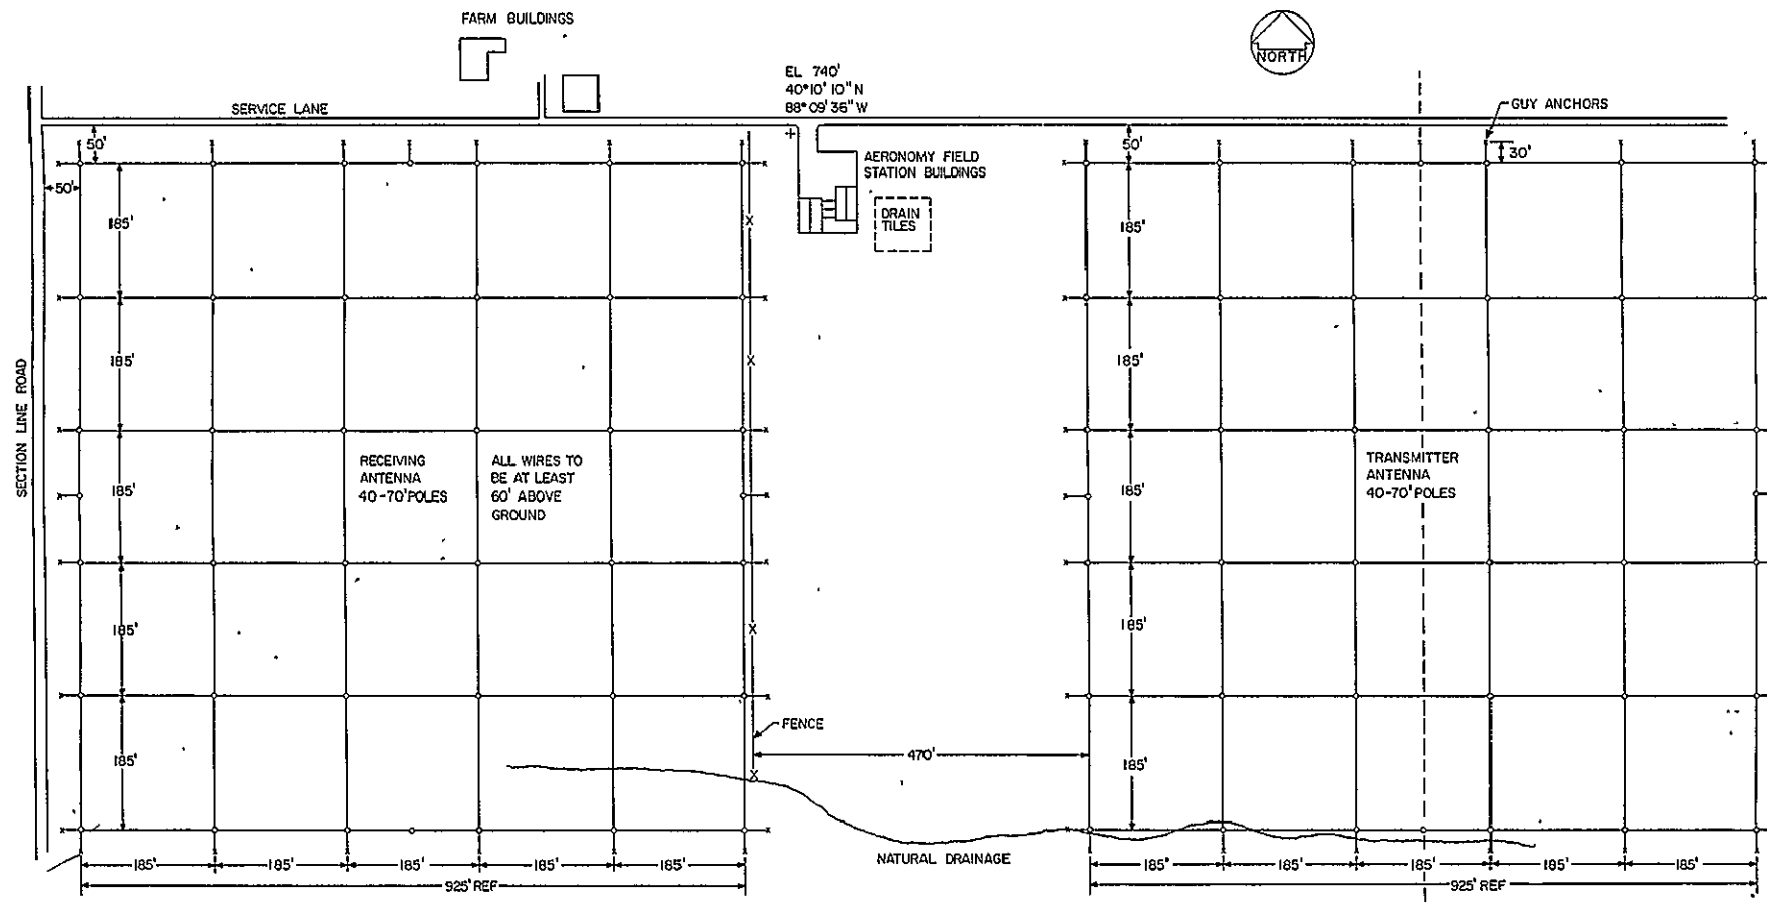 FARM BUILDINGS
NORTH
EL 740'
40°10' 10" N
88° 09' 36" W
SERVICE LANE
GUY ANCHORS
50'
50'
30'
AERONOMY FIELD
STATION BUILDINGS
50'
DRAIN
TILES
185'
185'
185'
185'
SECTION LINE ROAD
RECEIVING
ANTENNA
40-70' POLES
ALL WIRES TO
BE AT LEAST
60' ABOVE
GROUND
TRANSMITTER
ANTENNA
40-70' POLES
185'
185'
185'
185'
FENCE
470'
185'
185'
NATURAL DRAINAGE
185'
185'
185'
185'
185'
185'
185'
185'
185'
185'
925' REF
925' REF